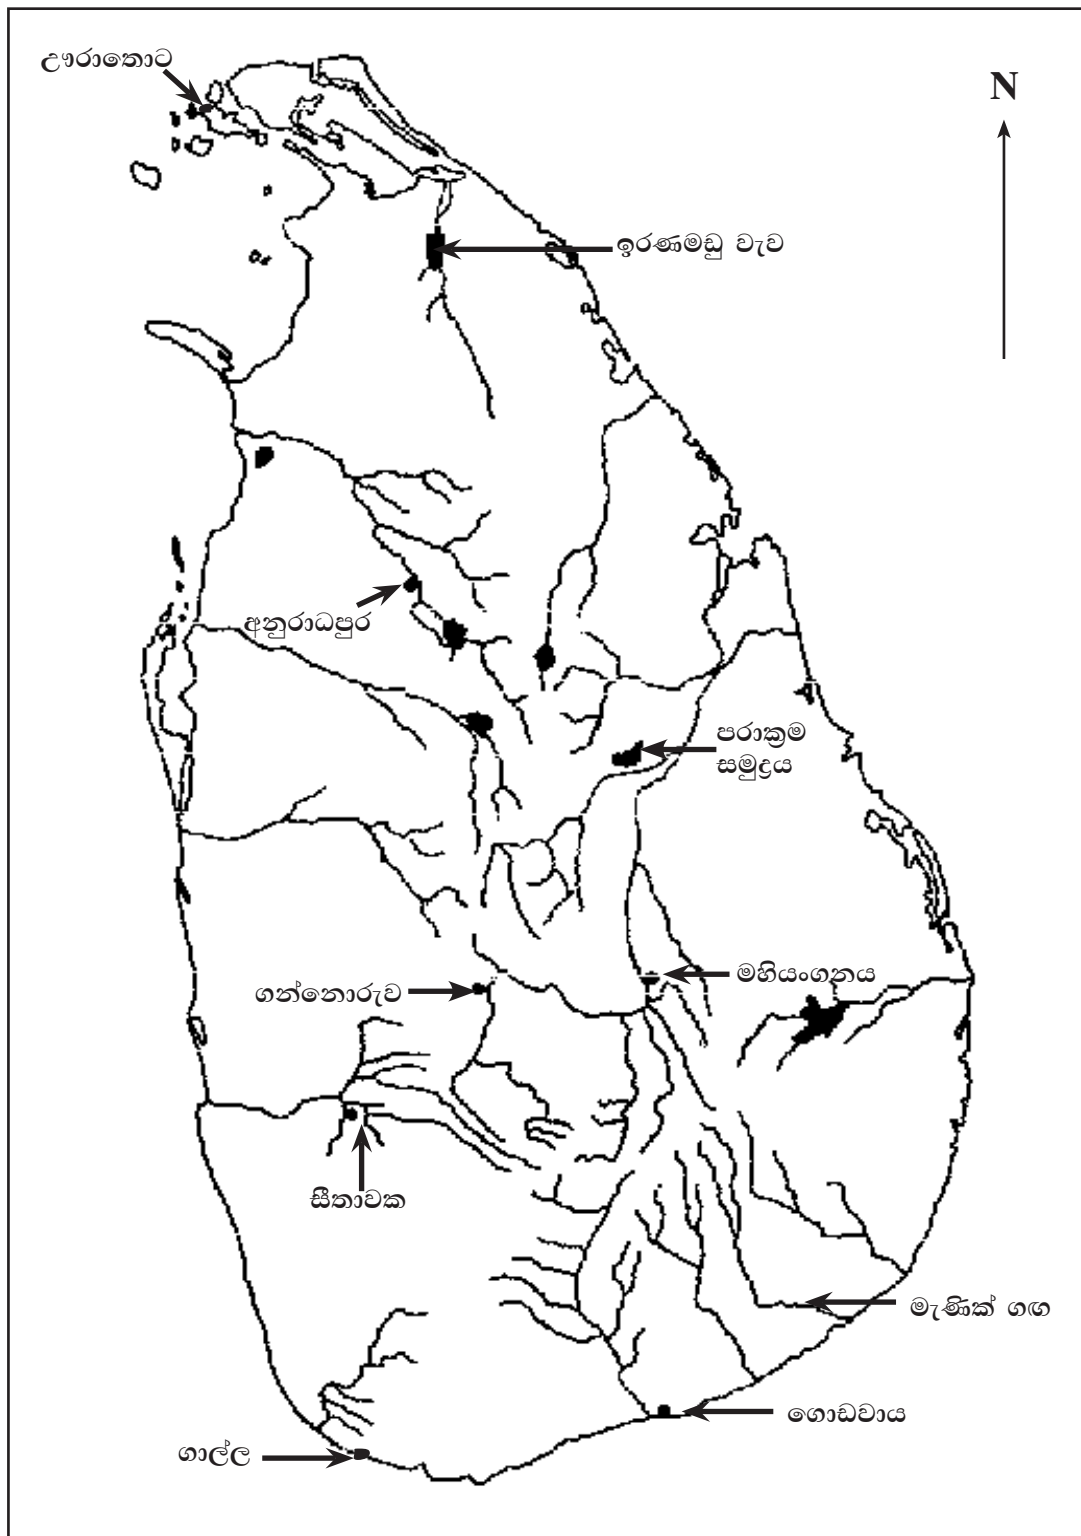 ඌරාතොට
N
ඉරණමඩු වැව
අනුරාධපුර
පරාක්‍රම
සමුද්‍රය
මහියංගනය
ගන්නොරුව
සීතාවක
මැණික් ගඟ
ගොඩවාය
ගාල්ල